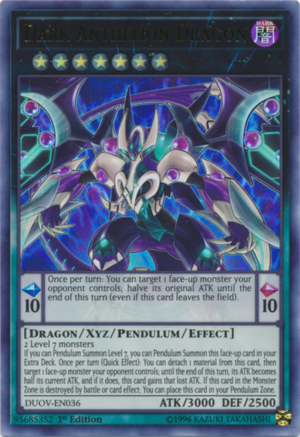 Dark Anthelion Dragon
DARK
闇
Once per turn: You can target 1 face-up monster your
opponent controls; halve its original ATK until the
end of this turn (even if this card leaves the field).
10
10
[DRAGON/XYZ/PENDULUM/EFFECT]
2 Level 7 monsters
If you can Pendulum Summon Level 7, you can Pendulum Summon this face-up card in your
Extra Deck. Once per turn (Quick Effect): You can detach 1 material from this card, then
target 1 face-up monster your opponent controls; until the end of this turn, its ATK becomes
half its current ATK, and if it does, this card gains that lost ATK. If this card in the Monster
Zone is destroyed by battle or card effect: You can place this card in your Pendulum Zone.
DUOV-EN036
ATK/3000
DEF/2500
95685352
1st Edition
©1996 KAZUKI TAKAHASHI